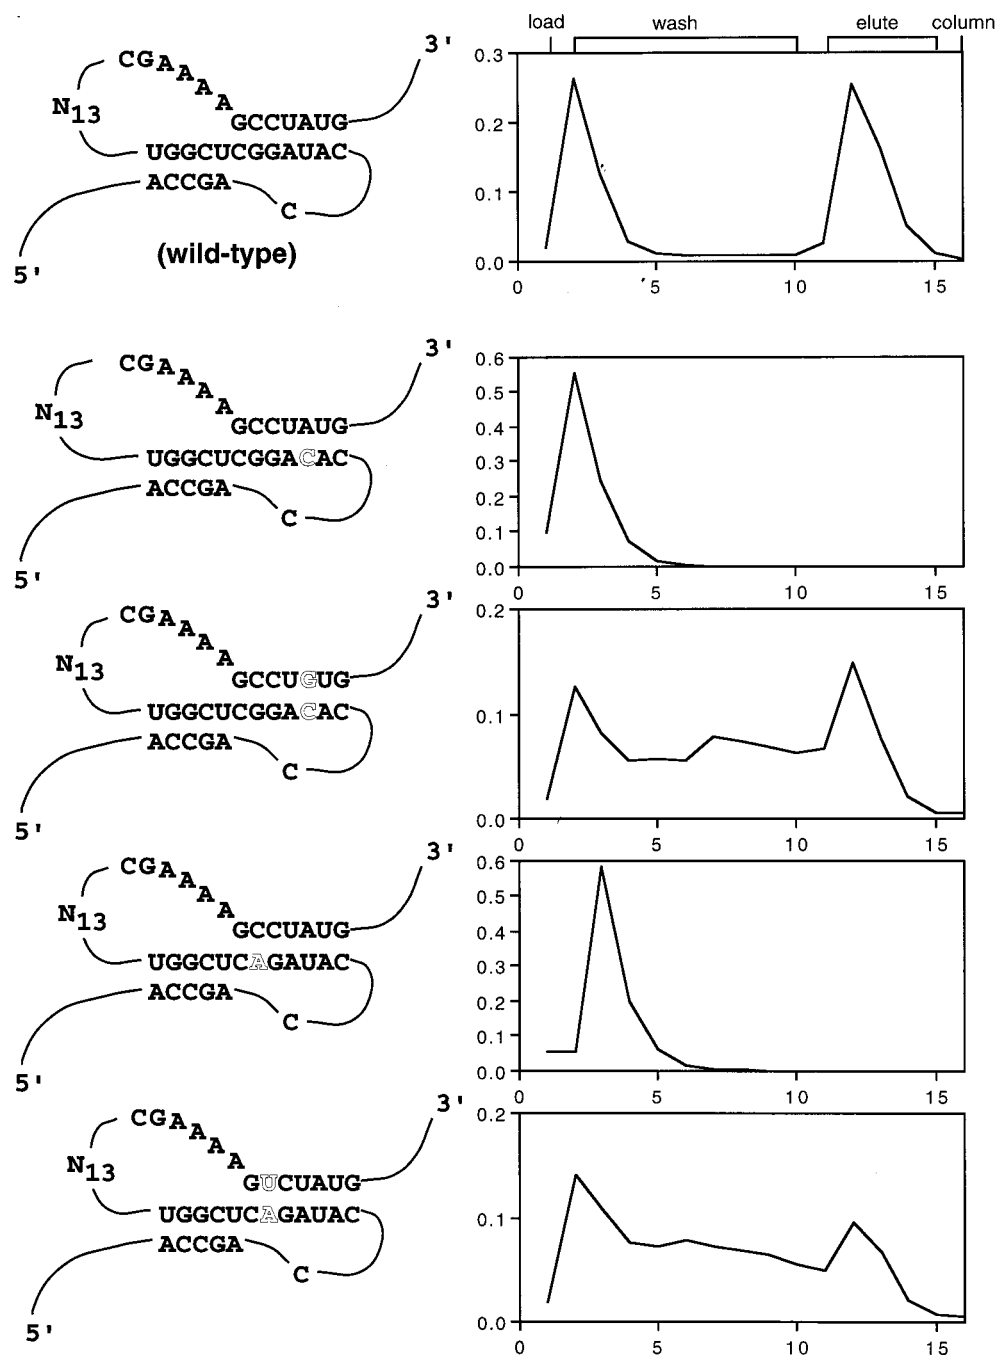 load wash elute column
3'
CGAAAA
N13
GCCUAUG
UGGCUCGGAUAC
ACCGA
C
(wild-type)
5'
0.3
0.2
0.1
0.0
0 5 10 15
3'
CGAAAA
N13
GCCUAUG
UGGCUCGGACAC
ACCGA
C
5'
0.6
0.5
0.4
0.3
0.2
0.1
0.0
0 5 10 15
3'
CGAAAA
N13
GCCUGUG
UGGCUCGGACAC
ACCGA
C
5'
0.2
0.1
0.0
0 5 10 15
3'
CGAAAA
N13
GCCUAUG
UGGCUCAGAUAC
ACCGA
C
5'
0.6
0.5
0.4
0.3
0.2
0.1
0.0
0 5 10 15
3'
CGAAAA
N13
GUCUAUG
UGGCUCAGAUAC
ACCGA
C
5'
0.2
0.1
0.0
0 5 10 15